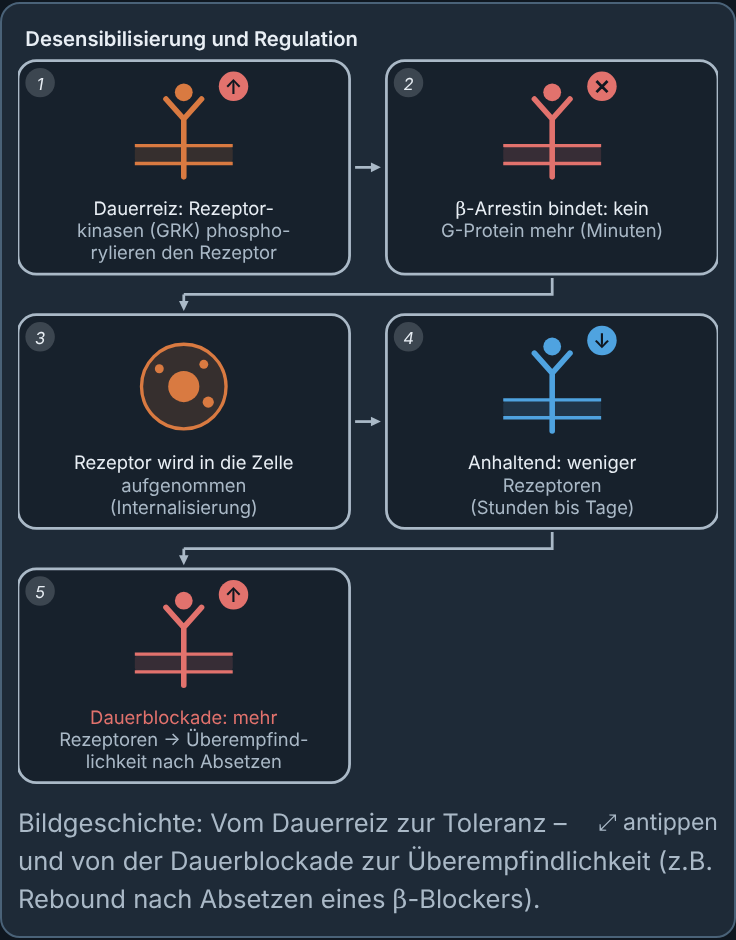 Desensibilisierung und Regulation
1
Dauerreiz: Rezeptor-
kinasen (GRK) phospho-
rylieren den Rezeptor
2
β-Arrestin bindet: kein
G-Protein mehr (Minuten)
3
Rezeptor wird in die Zelle
aufgenommen
(Internalisierung)
4
Anhaltend: weniger
Rezeptoren
(Stunden bis Tage)
5
Dauerblockade: mehr
Rezeptoren → Überempfind-
lichkeit nach Absetzen
Bildgeschichte: Vom Dauerreiz zur Toleranz –
⤢ antippen
und von der Dauerblockade zur Überempfindlichkeit (z.B.
Rebound nach Absetzen eines β-Blockers).